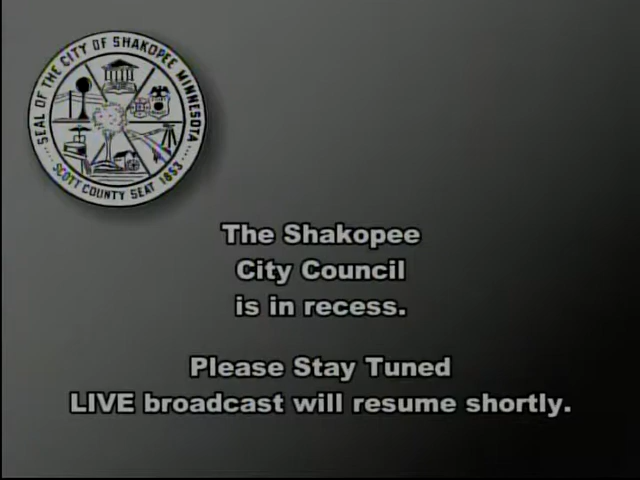 SEAL OF THE CITY OF SHAKOPEE MINNESOTA
SCOTT COUNTY SEAT 1853
The Shakopee
City Council
is in recess.
Please Stay Tuned
LIVE broadcast will resume shortly.